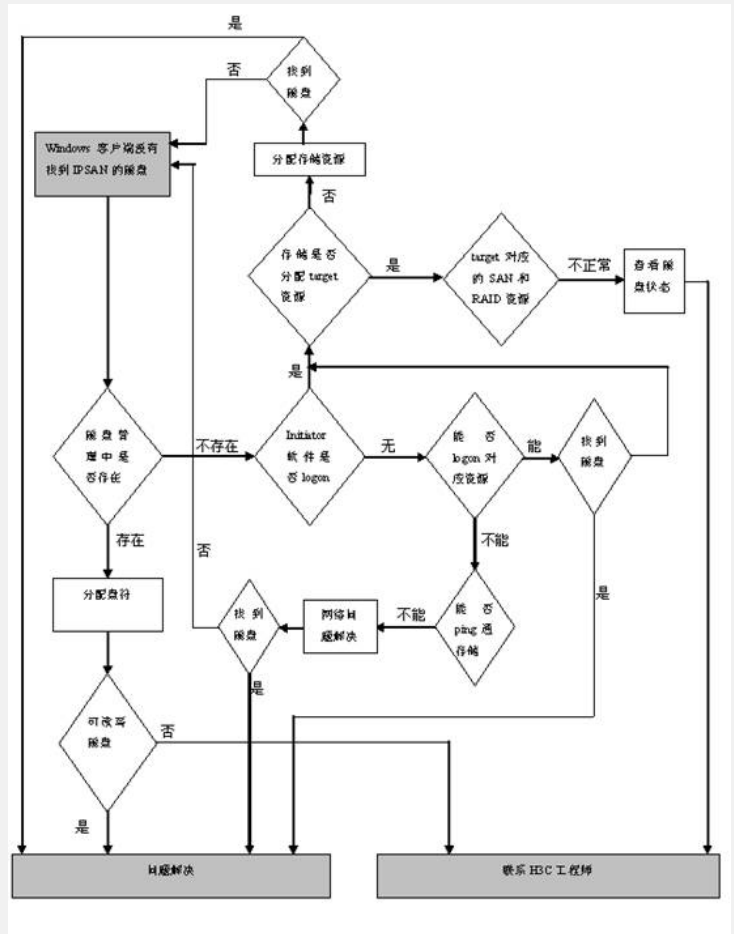 是
否
找到
磁盘
Windows 客户端没有
找到 IPSAN 的磁盘
分配存储资源
否
存储是否
分配 target
资源
是
target 对应
的 SAN 和
RAID 资源
不正常
查看磁
盘状态
是
磁盘管
理中是
否存在
不存在
Initiator
软件是
否 logon
无
能 否
logon 对
应资源
能
找到
磁盘
存在
不能
否
是
分配盘符
找到
磁盘
网络问
题解决
不能
能 否
ping 通
存储
是
可读写
磁盘
否
是
问题解决
联系 H3C 工程师